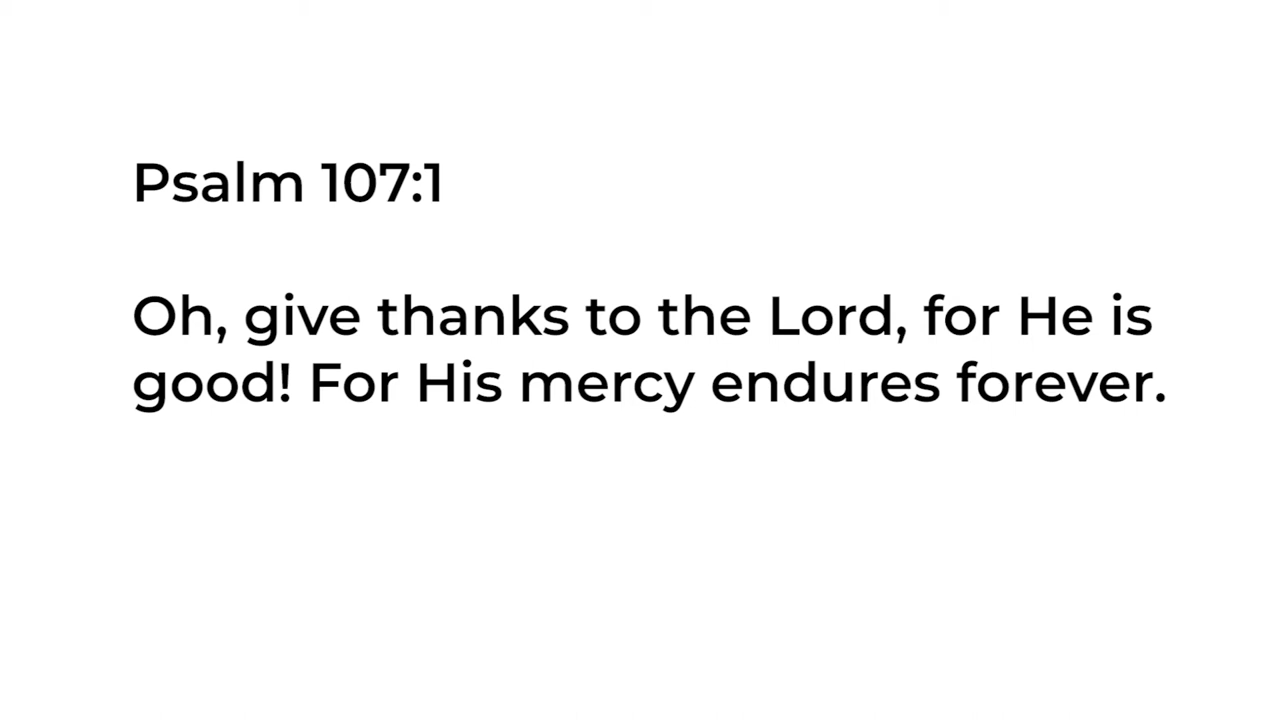 Psalm 107:1
Oh, give thanks to the Lord, for He is
good! For His mercy endures forever.